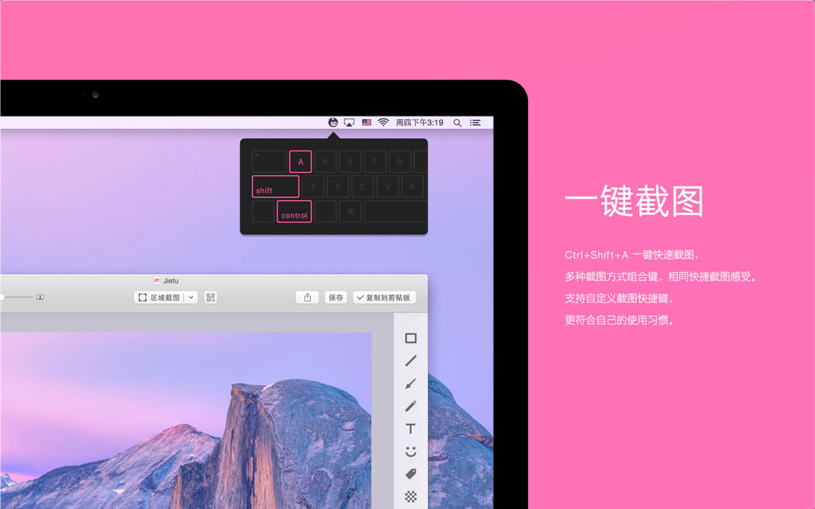 周四下午3:19
A S D F G
shift Z X C V B
control ⌘
Jietu
区域截图
保存
复制到剪贴板
T
一键截图
Ctrl+Shift+A 一键快速截图，
多种截图方式组合键，相同快捷截图感受。
支持自定义截图快捷键，
更符合自己的使用习惯。